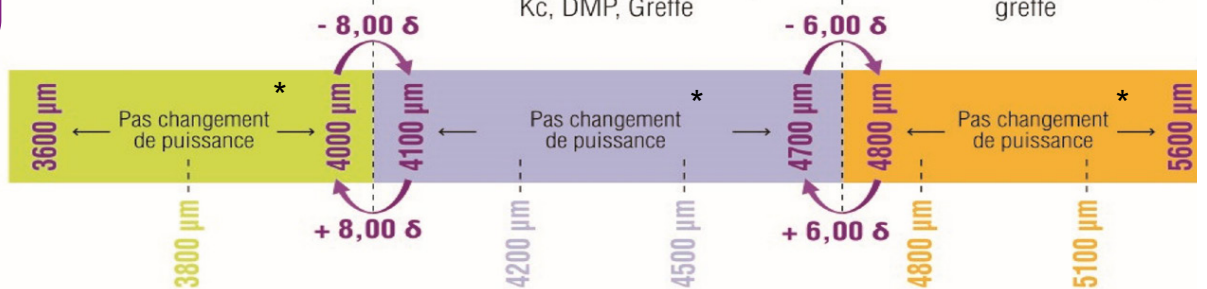 Kc, DMP, Greffe
greffe
- 8,00 δ
- 6,00 δ
3600 µm
Pas changement
de puissance
*
4000 µm
4100 µm
Pas changement
de puissance
*
4700 µm
4800 µm
Pas changement
de puissance
*
5600 µm
+ 8,00 δ
+ 6,00 δ
3800 µm
4200 µm
4500 µm
4800 µm
5100 µm